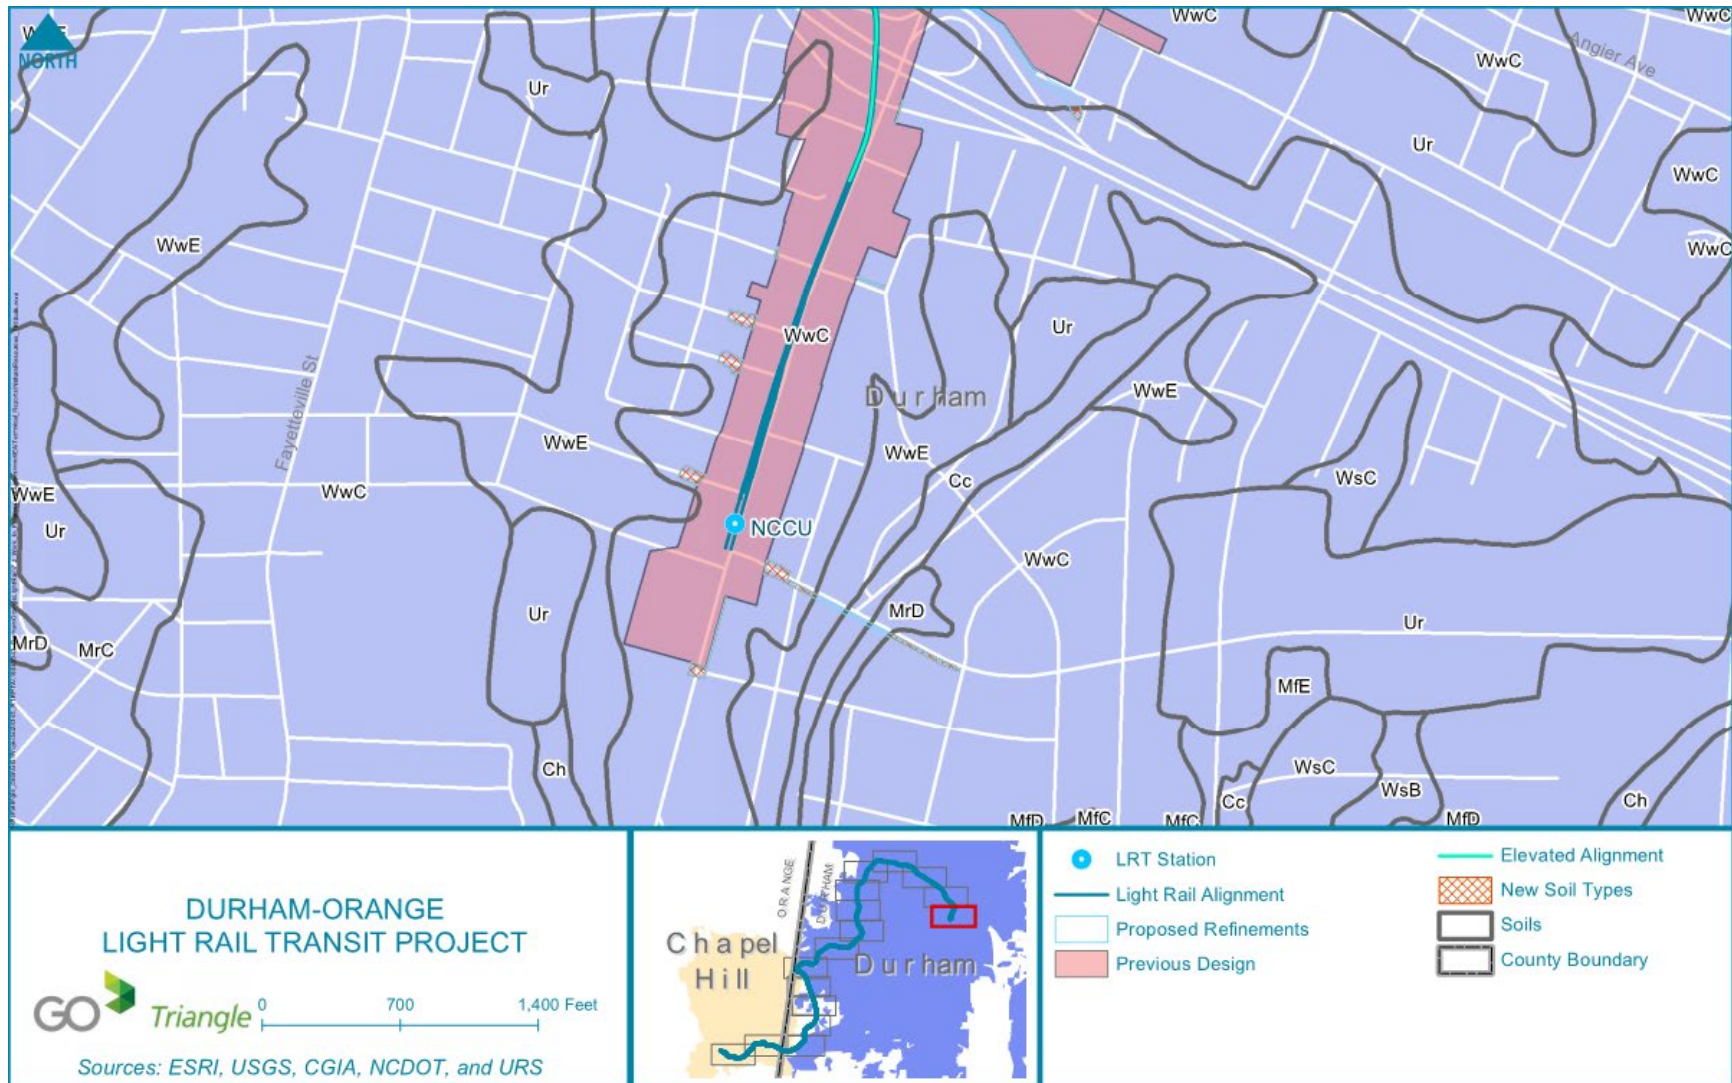 WwC
WwC
NORTH
Angier Ave
WwC
Ur
Ur
WwC
WwE
WwC
Ur
WwC
Fayetteville St
Durham
WwE
WwE
WwE
Cc
WsC
WwE
WwC
NCCU
Ur
WwC
Ur
MrD
Ur
MrD
MrC
MfE
Ch
WsC
WsB
Cc
Ch
MfD
MfC
MfC
MfD
DURHAM-ORANGE
LIGHT RAIL TRANSIT PROJECT
GO Triangle
0 700 1,400 Feet
Sources: ESRI, USGS, CGIA, NCDOT, and URS
ORANGE
DURHAM
Chapel
Hill
Durham
LRT Station
Light Rail Alignment
Proposed Refinements
Previous Design
Elevated Alignment
New Soil Types
Soils
County Boundary